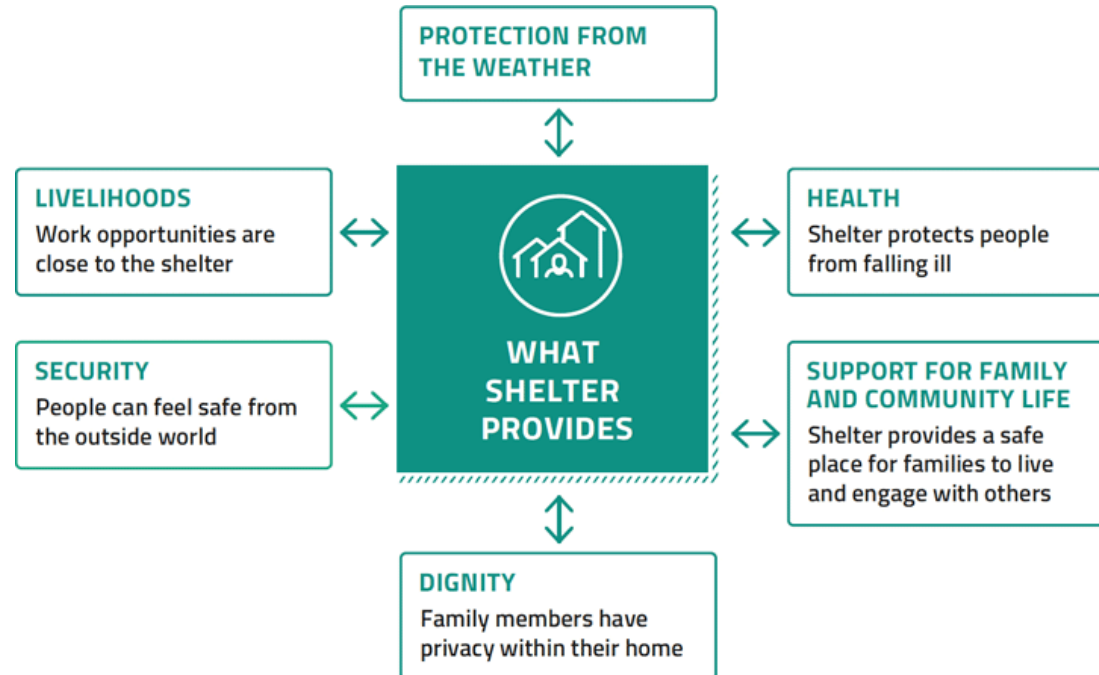 PROTECTION FROM
THE WEATHER
LIVELIHOODS
Work opportunities are
close to the shelter
HEALTH
Shelter protects people
from falling ill
WHAT
SHELTER
PROVIDES
SECURITY
People can feel safe from
the outside world
SUPPORT FOR FAMILY
AND COMMUNITY LIFE
Shelter provides a safe
place for families to live
and engage with others
DIGNITY
Family members have
privacy within their home